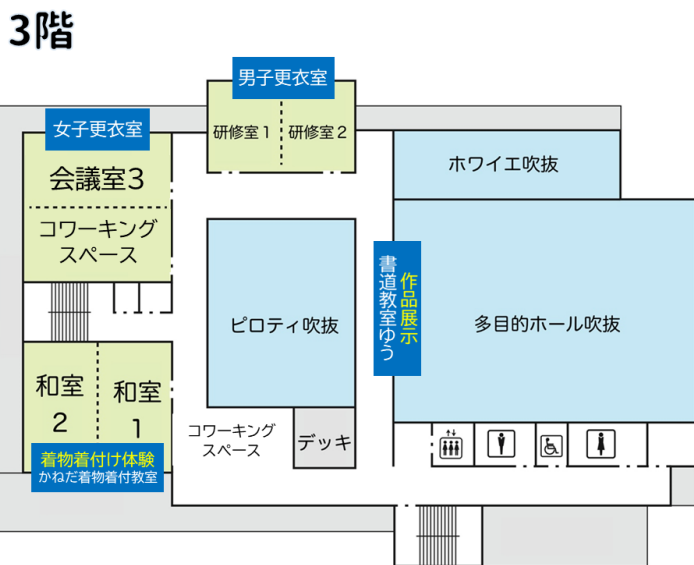 3階
男子更衣室
研修室1
研修室2
女子更衣室
会議室3
コワーキング
スペース
ホワイエ吹抜
作品展示
書道教室ゆう
ピロティ吹抜
多目的ホール吹抜
和室
2
和室
1
着物着付け体験
かねだ着物着付教室
コワーキング
スペース
デッキ